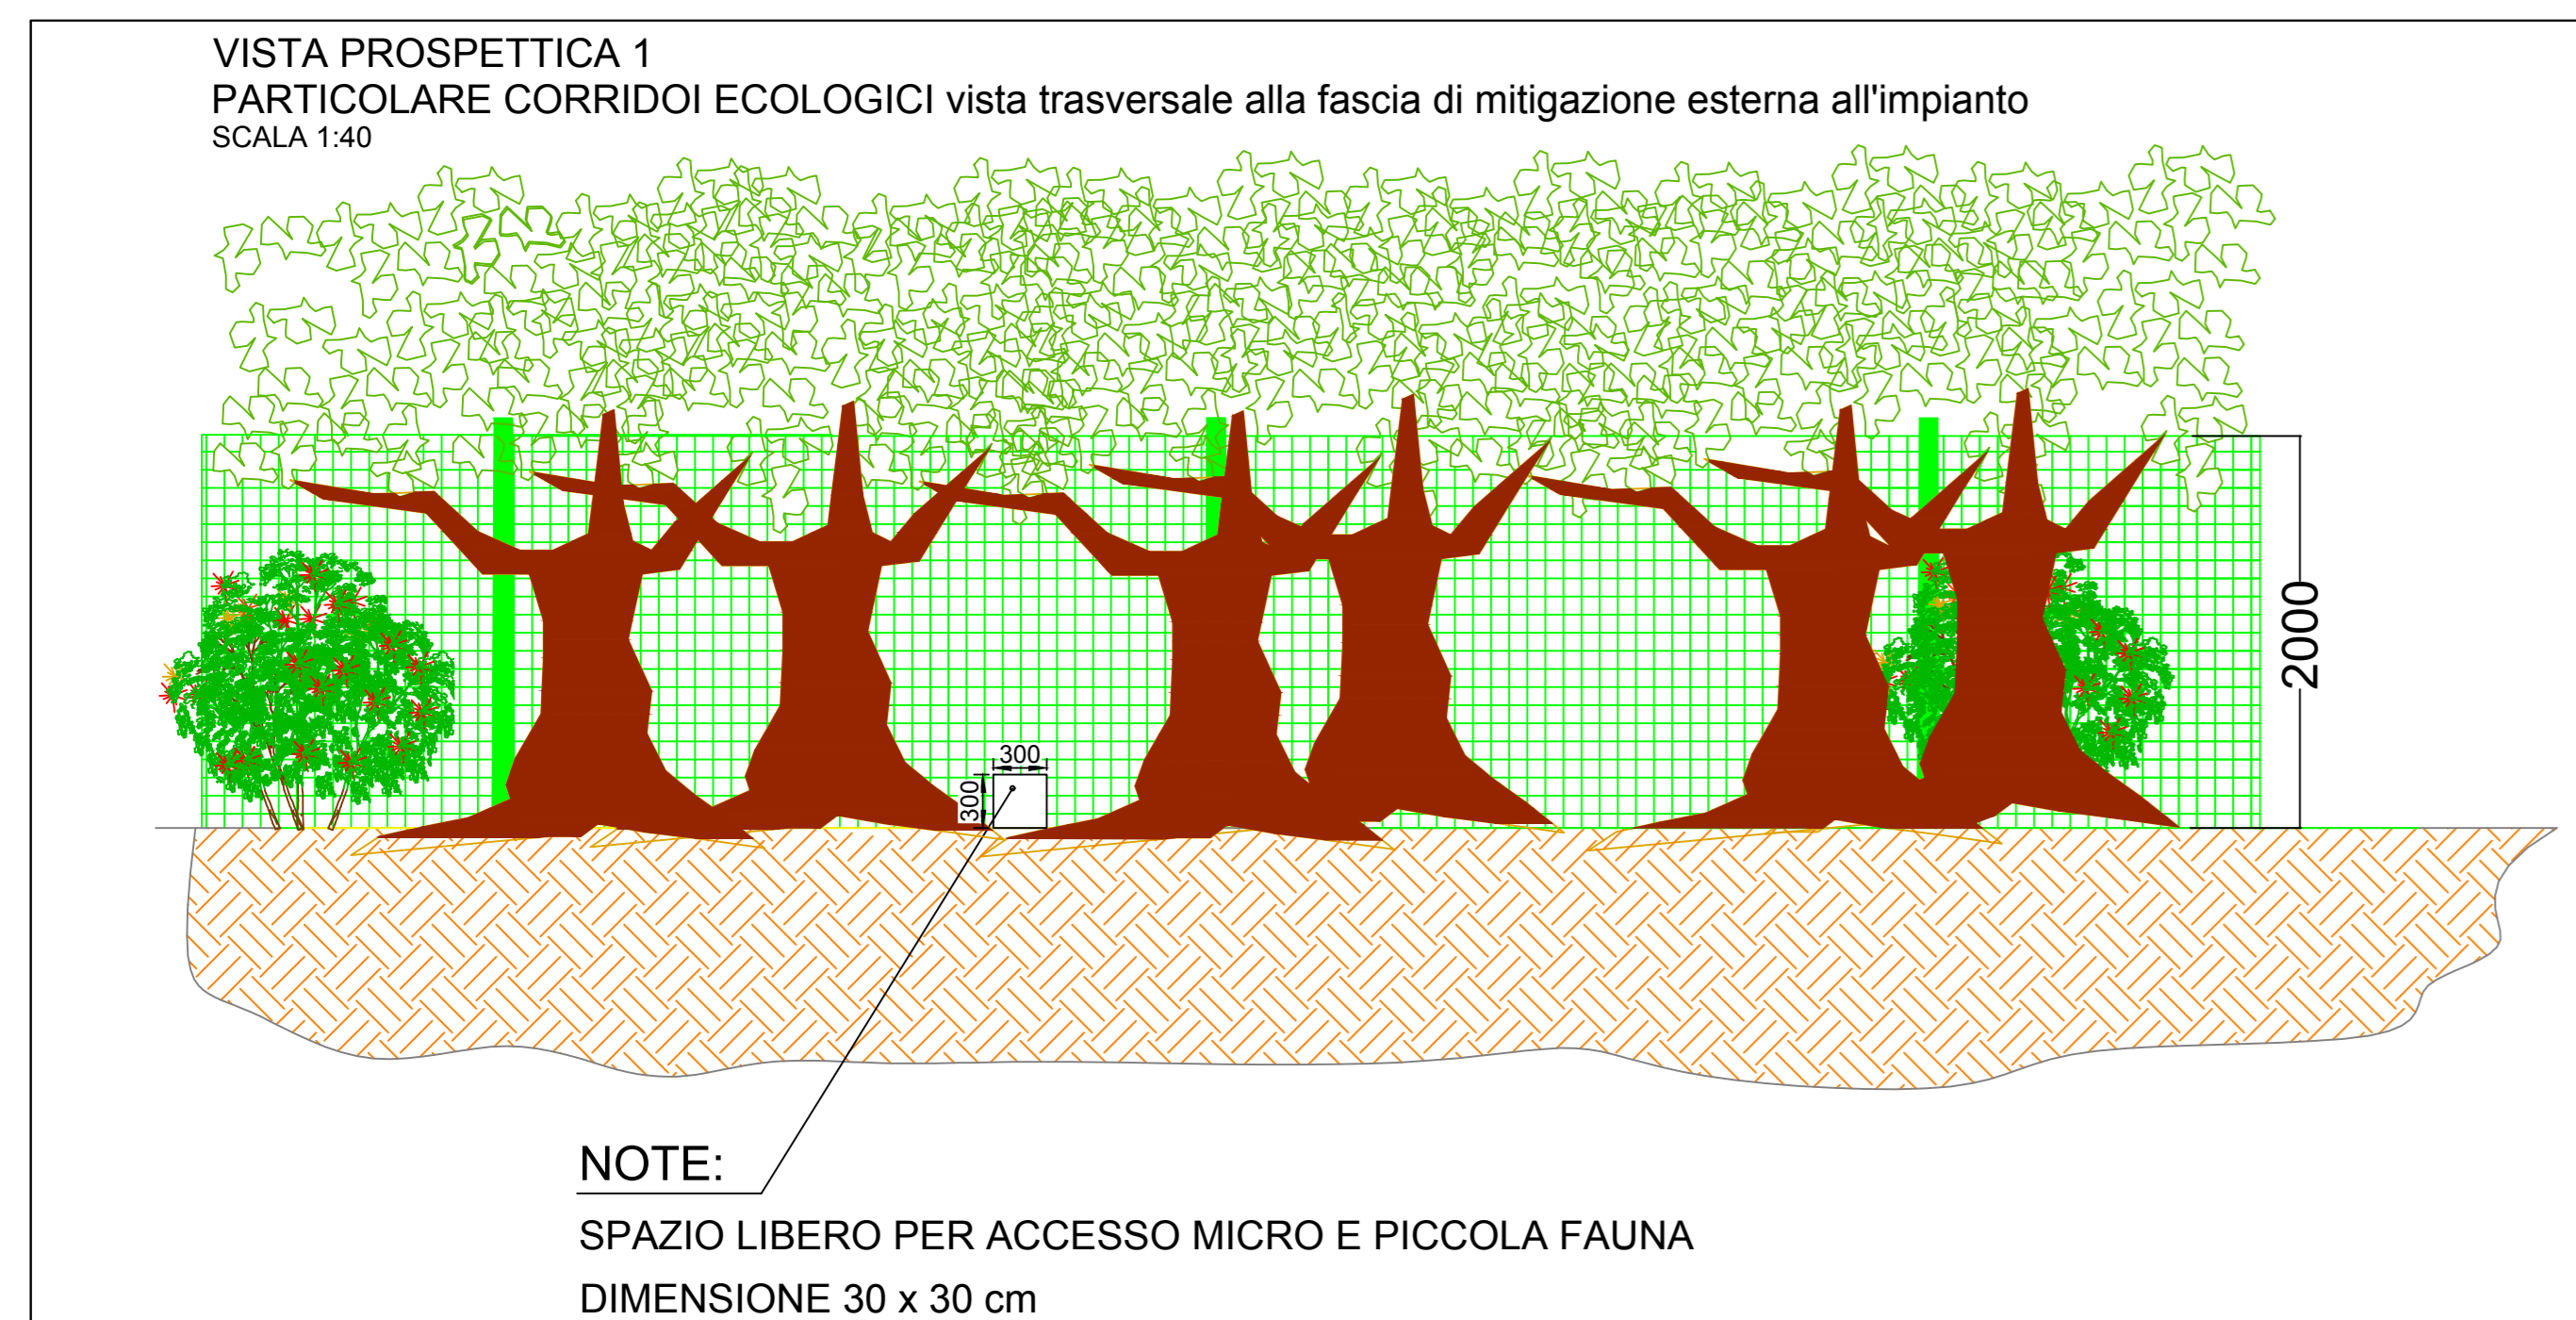 VISTA PROSPETTICA 1
PARTICOLARE CORRIDOI ECOLOGICI vista trasversale alla fascia di mitigazione esterna all'impianto
SCALA 1:40
2000
300
300
NOTE:
SPAZIO LIBERO PER ACCESSO MICRO E PICCOLA FAUNA
DIMENSIONE 30 x 30 cm